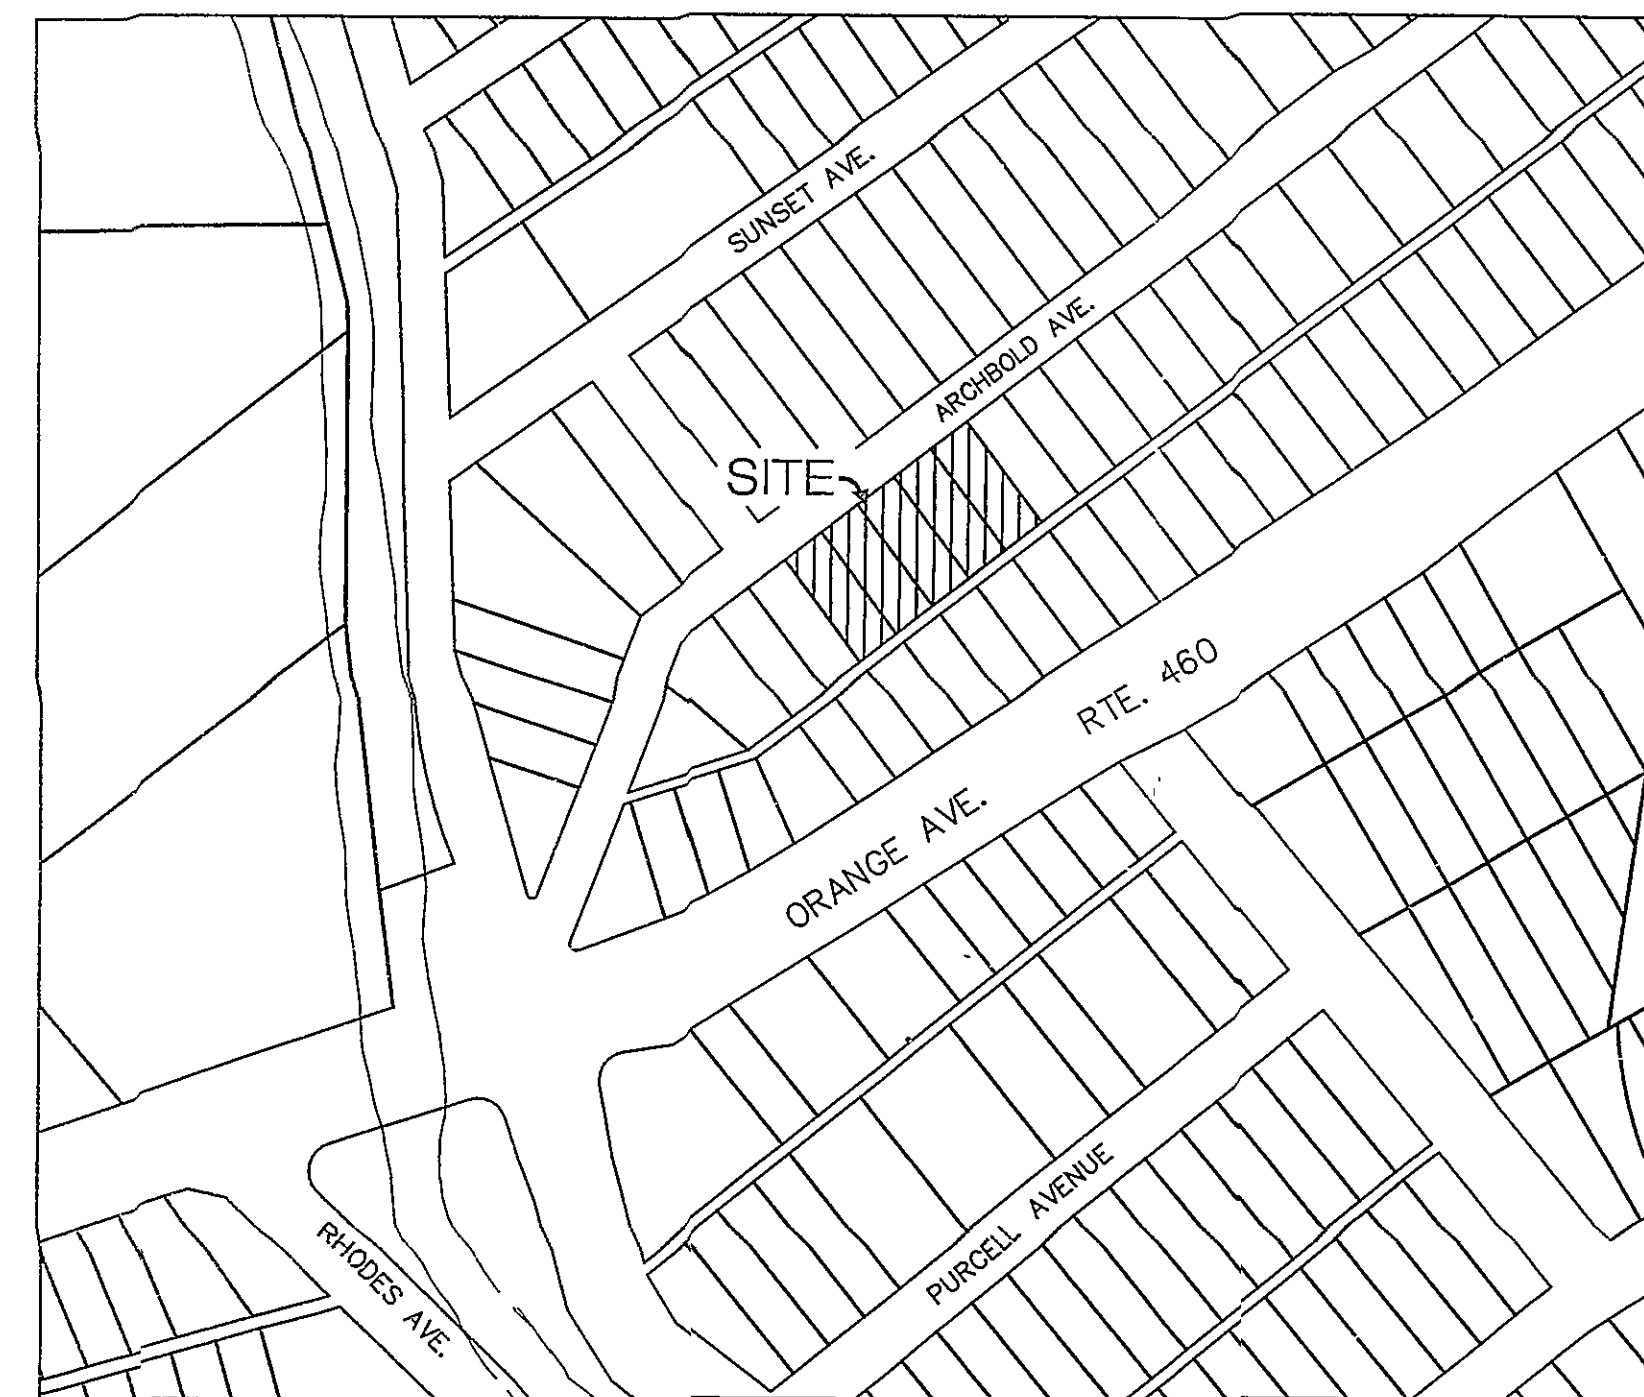 SUNSET AVE.
ARCHBOLD AVE.
SITE
RTE. 460
ORANGE AVE.
PURCELL AVENUE
RHODES AVE.